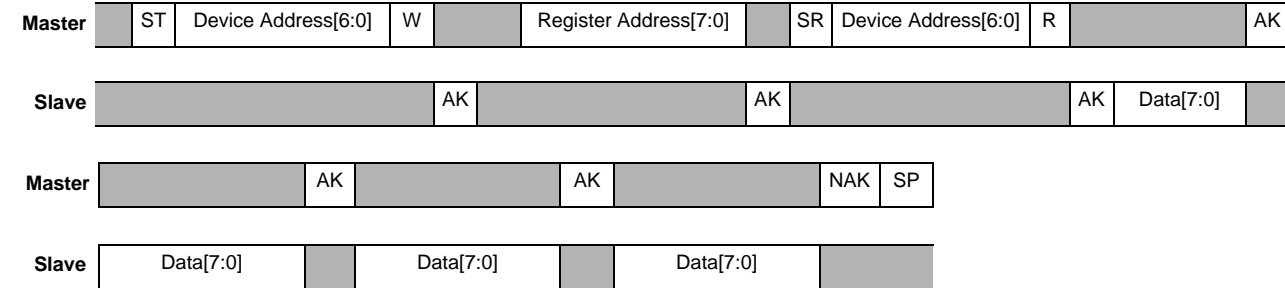 Master ST Device Address[6:0] W Register Address[7:0] SR Device Address[6:0] R AK
Slave AK AK AK Data[7:0]
Master AK AK NAK SP
Slave Data[7:0] Data[7:0] Data[7:0]